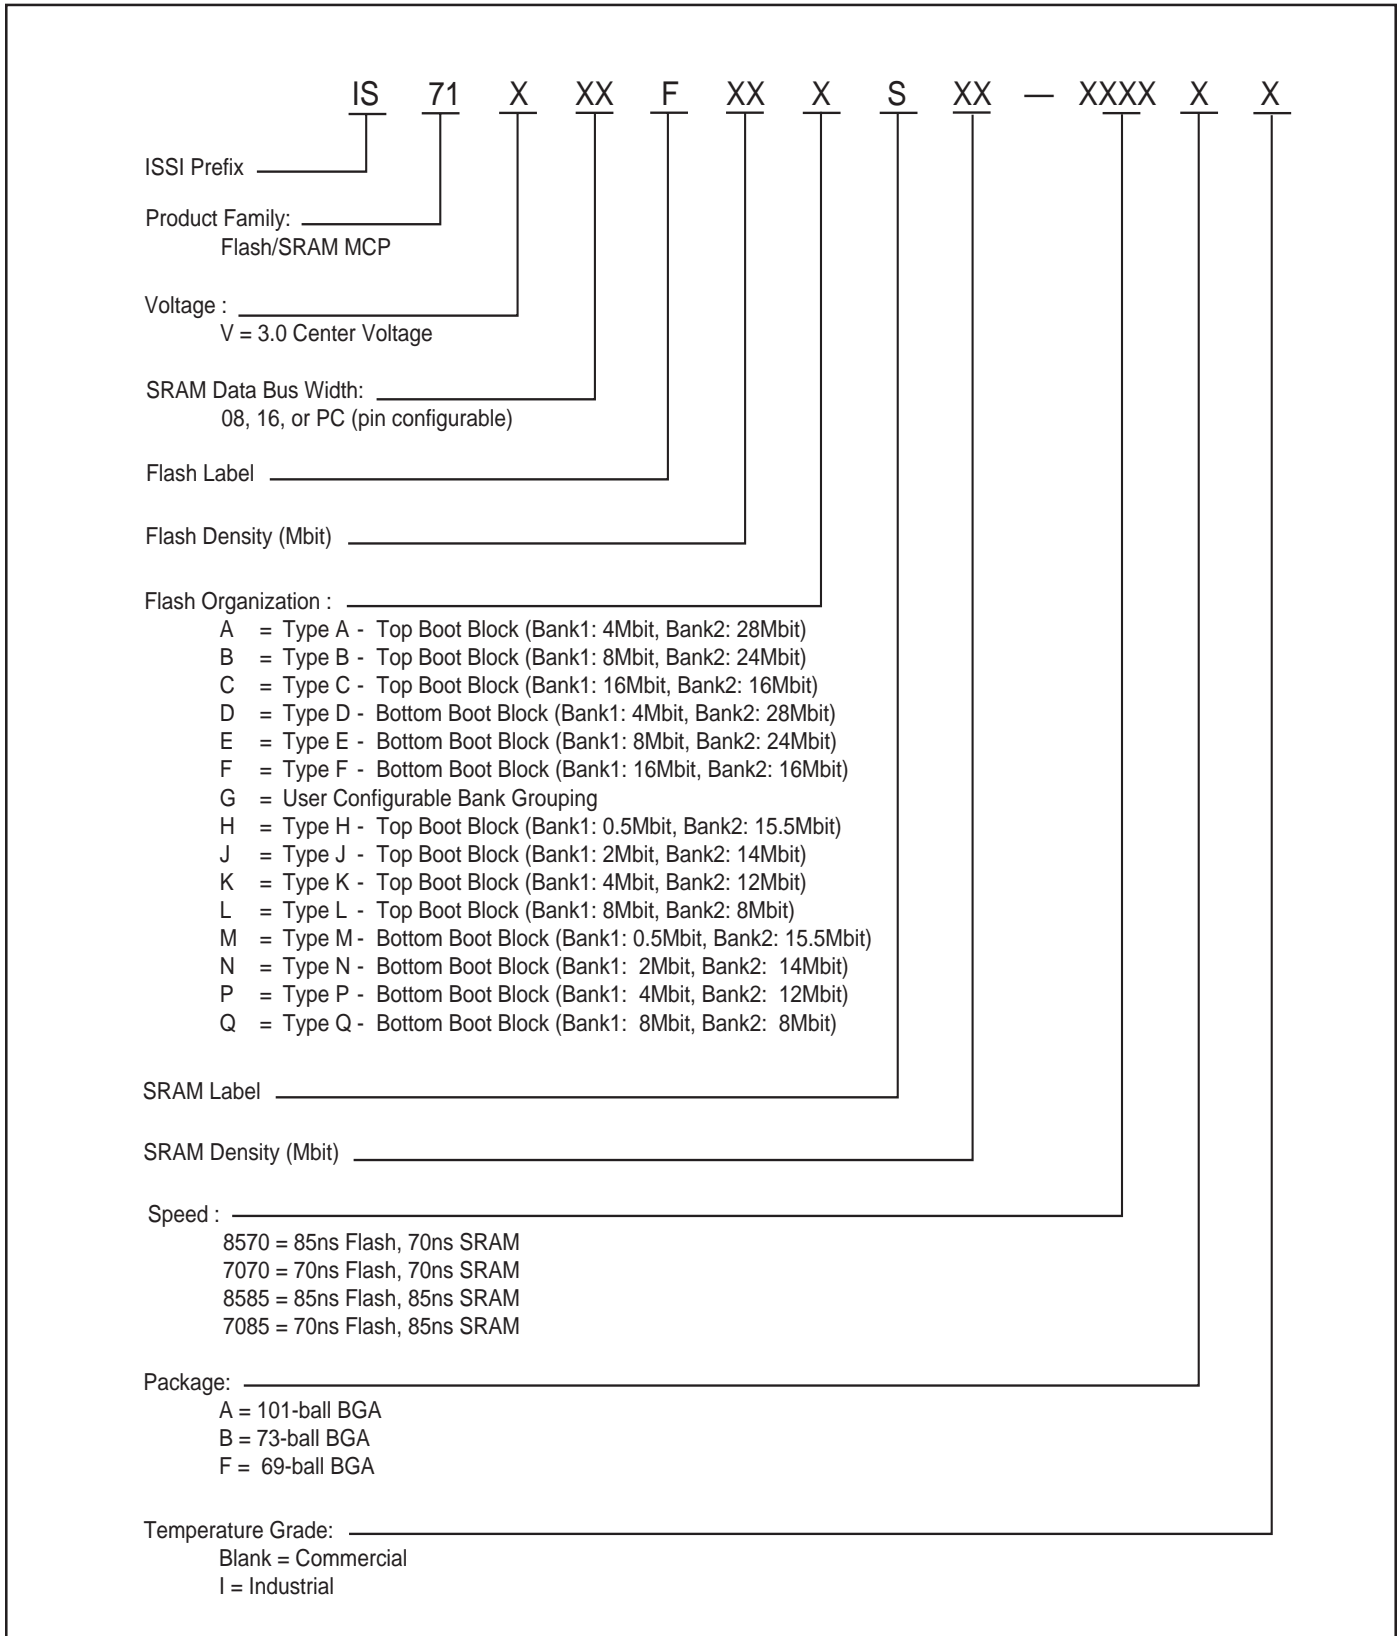 IS 71 X XX F XX X S XX — XXXX X X
ISSI Prefix
Product Family:
Flash/SRAM MCP
Voltage :
V = 3.0 Center Voltage
SRAM Data Bus Width:
08, 16, or PC (pin configurable)
Flash Label
Flash Density (Mbit)
Flash Organization :
A = Type A - Top Boot Block (Bank1: 4Mbit, Bank2: 28Mbit)
B = Type B - Top Boot Block (Bank1: 8Mbit, Bank2: 24Mbit)
C = Type C - Top Boot Block (Bank1: 16Mbit, Bank2: 16Mbit)
D = Type D - Bottom Boot Block (Bank1: 4Mbit, Bank2: 28Mbit)
E = Type E - Bottom Boot Block (Bank1: 8Mbit, Bank2: 24Mbit)
F = Type F - Bottom Boot Block (Bank1: 16Mbit, Bank2: 16Mbit)
G = User Configurable Bank Grouping
H = Type H - Top Boot Block (Bank1: 0.5Mbit, Bank2: 15.5Mbit)
J = Type J - Top Boot Block (Bank1: 2Mbit, Bank2: 14Mbit)
K = Type K - Top Boot Block (Bank1: 4Mbit, Bank2: 12Mbit)
L = Type L - Top Boot Block (Bank1: 8Mbit, Bank2: 8Mbit)
M = Type M - Bottom Boot Block (Bank1: 0.5Mbit, Bank2: 15.5Mbit)
N = Type N - Bottom Boot Block (Bank1: 2Mbit, Bank2: 14Mbit)
P = Type P - Bottom Boot Block (Bank1: 4Mbit, Bank2: 12Mbit)
Q = Type Q - Bottom Boot Block (Bank1: 8Mbit, Bank2: 8Mbit)
SRAM Label
SRAM Density (Mbit)
Speed :
8570 = 85ns Flash, 70ns SRAM
7070 = 70ns Flash, 70ns SRAM
8585 = 85ns Flash, 85ns SRAM
7085 = 70ns Flash, 85ns SRAM
Package:
A = 101-ball BGA
B = 73-ball BGA
F = 69-ball BGA
Temperature Grade:
Blank = Commercial
I = Industrial